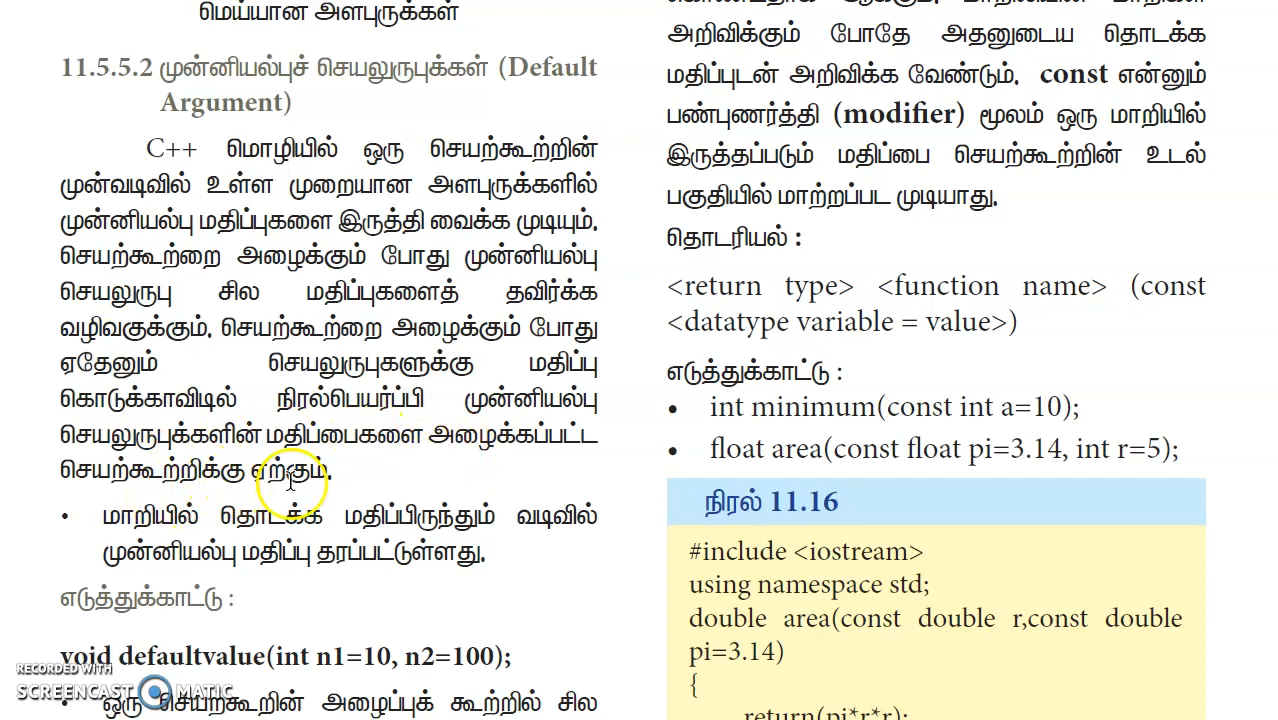 மெய்யான அளபுருக்கள்
11.5.5.2 முன்னியல்புச் செயலுருபுக்கள் (Default
Argument)
C++ மொழியில் ஒரு செயற்கூற்றின்
முன்வடிவில் உள்ள முறையான அளபுருக்களில்
முன்னியல்பு மதிப்புகளை இருத்தி வைக்க முடியும்.
செயற்கூற்றை அழைக்கும் போது முன்னியல்பு
செயலுருபு சில மதிப்புகளைத் தவிர்க்க
வழிவகுக்கும். செயற்கூற்றை அழைக்கும் போது
ஏதேனும் செயலுருபுகளுக்கு மதிப்பு
கொடுக்காவிடில் நிரல்பெயர்ப்பி முன்னியல்பு
செயலுருபுக்களின் மதிப்பைகளை அழைக்கப்பட்ட
செயற்கூற்றிக்கு ஏற்கும்.
• மாறியில் தொடக்க மதிப்பிருந்தும் வடிவில்
முன்னியல்பு மதிப்பு தரப்பட்டுள்ளது.
எடுத்துக்காட்டு :
void defaultvalue(int n1=10, n2=100);
• ஒரு செயற்கூறின் அழைப்புக் கூற்றில் சில
அறிவிக்கும் போதே அதனுடைய தொடக்க
மதிப்புடன் அறிவிக்க வேண்டும். const என்னும்
பண்புணர்த்தி (modifier) மூலம் ஒரு மாறியில்
இருத்தப்படும் மதிப்பை செயற்கூற்றின் உடல்
பகுதியில் மாற்றப்பட முடியாது.
தொடரியல் :
<return type> <function name> (const
<datatype variable = value>)
எடுத்துக்காட்டு :
• int minimum(const int a=10);
• float area(const float pi=3.14, int r=5);
நிரல் 11.16
#include <iostream>
using namespace std;
double area(const double r,const double
pi=3.14)
{
return(pi*r*r);
RECORDED WITH
SCREENCAST MATIC